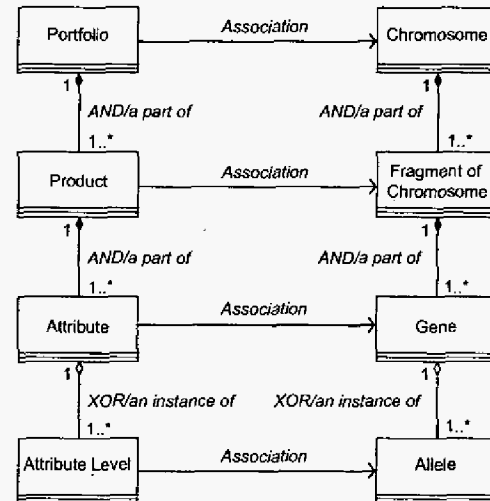 Portfolio
Association
Chromosome
1
1
AND/a part of
AND/a part of
1..*
1..*
Product
Association
Fragment of
Chromosome
1
1
AND/a part of
AND/a part of
1..*
1..*
Attribute
Association
Gene
1
1
XOR/an instance of
XOR/an instance of
1..*
1..*
Attribute Level
Association
Allele